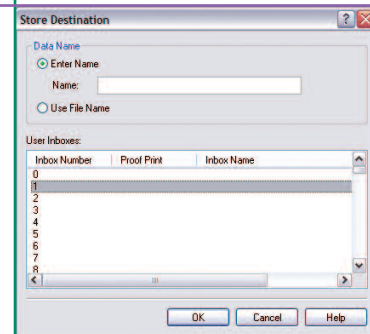 Store Destination
Data Name
Enter Name
Name:
Use File Name
User Inboxes:
Inbox Number Proof Print Inbox Name
0
1
2
3
4
5
6
7
8
OK Cancel Help